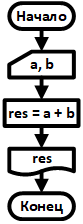 Начало
a, b
res = a + b
res
Конец